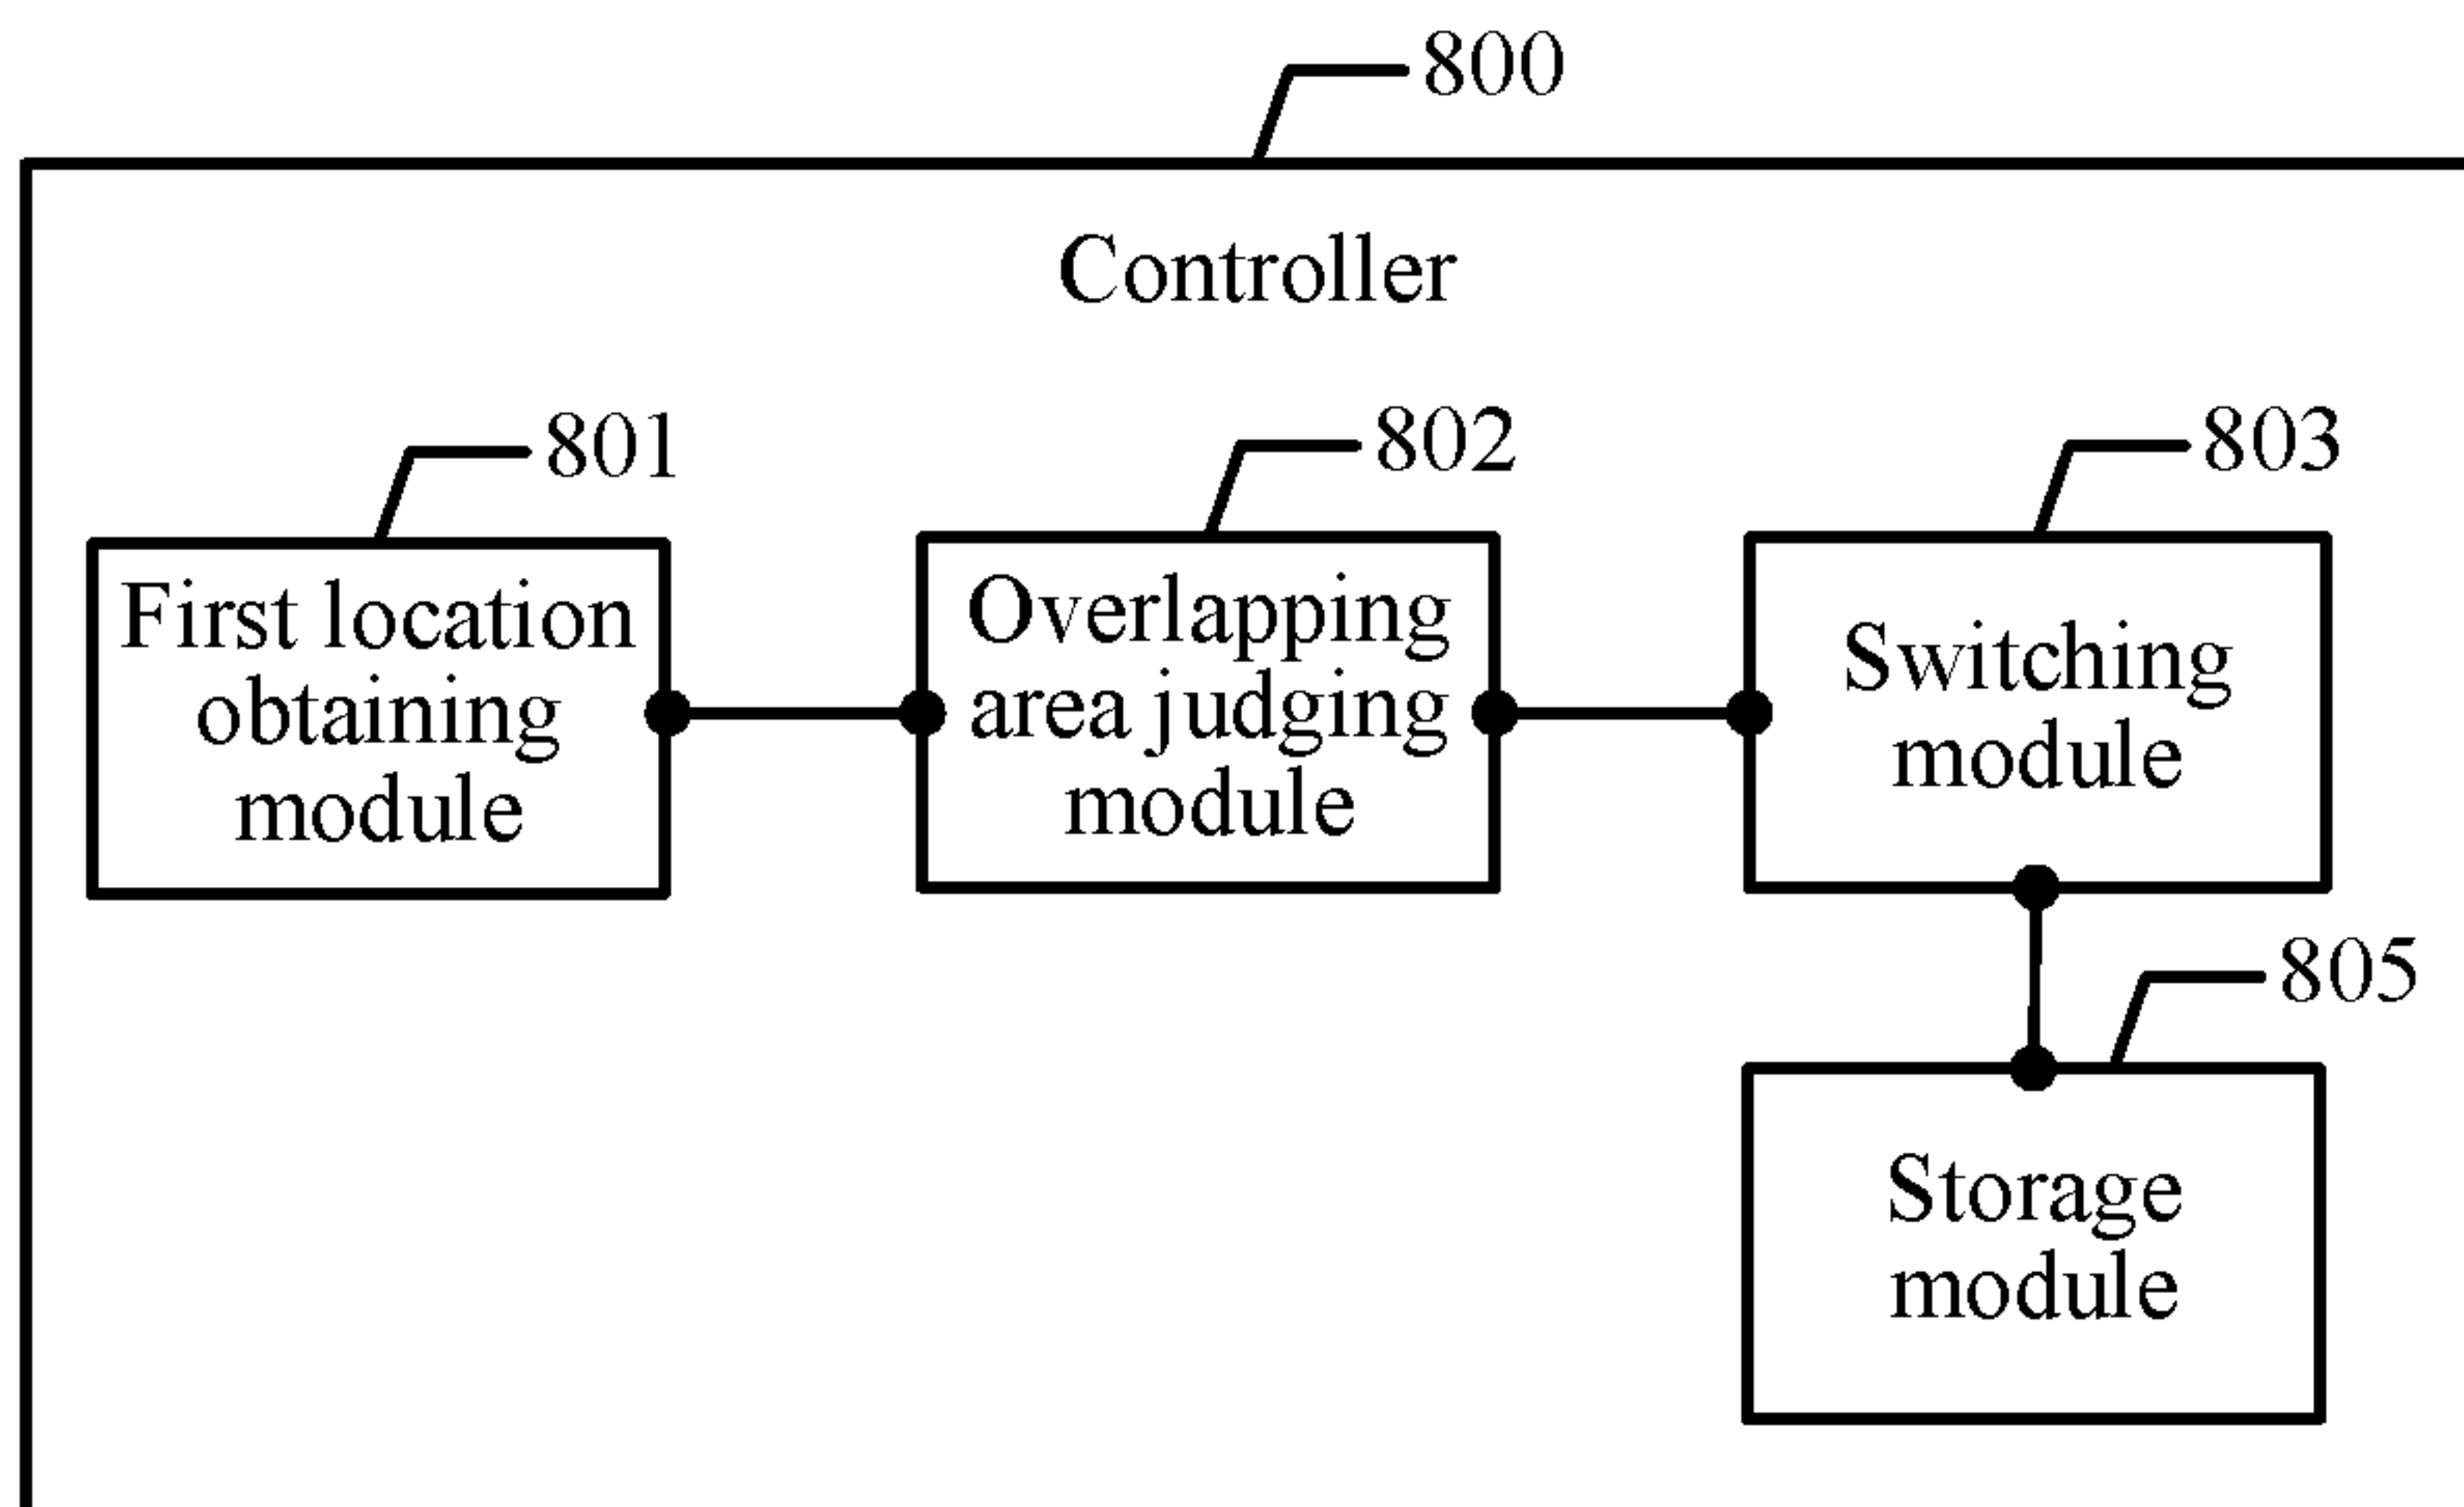 800
Controller
801
802
803
First location
obtaining
module
Overlapping
area judging
module
Switching
module
805
Storage
module